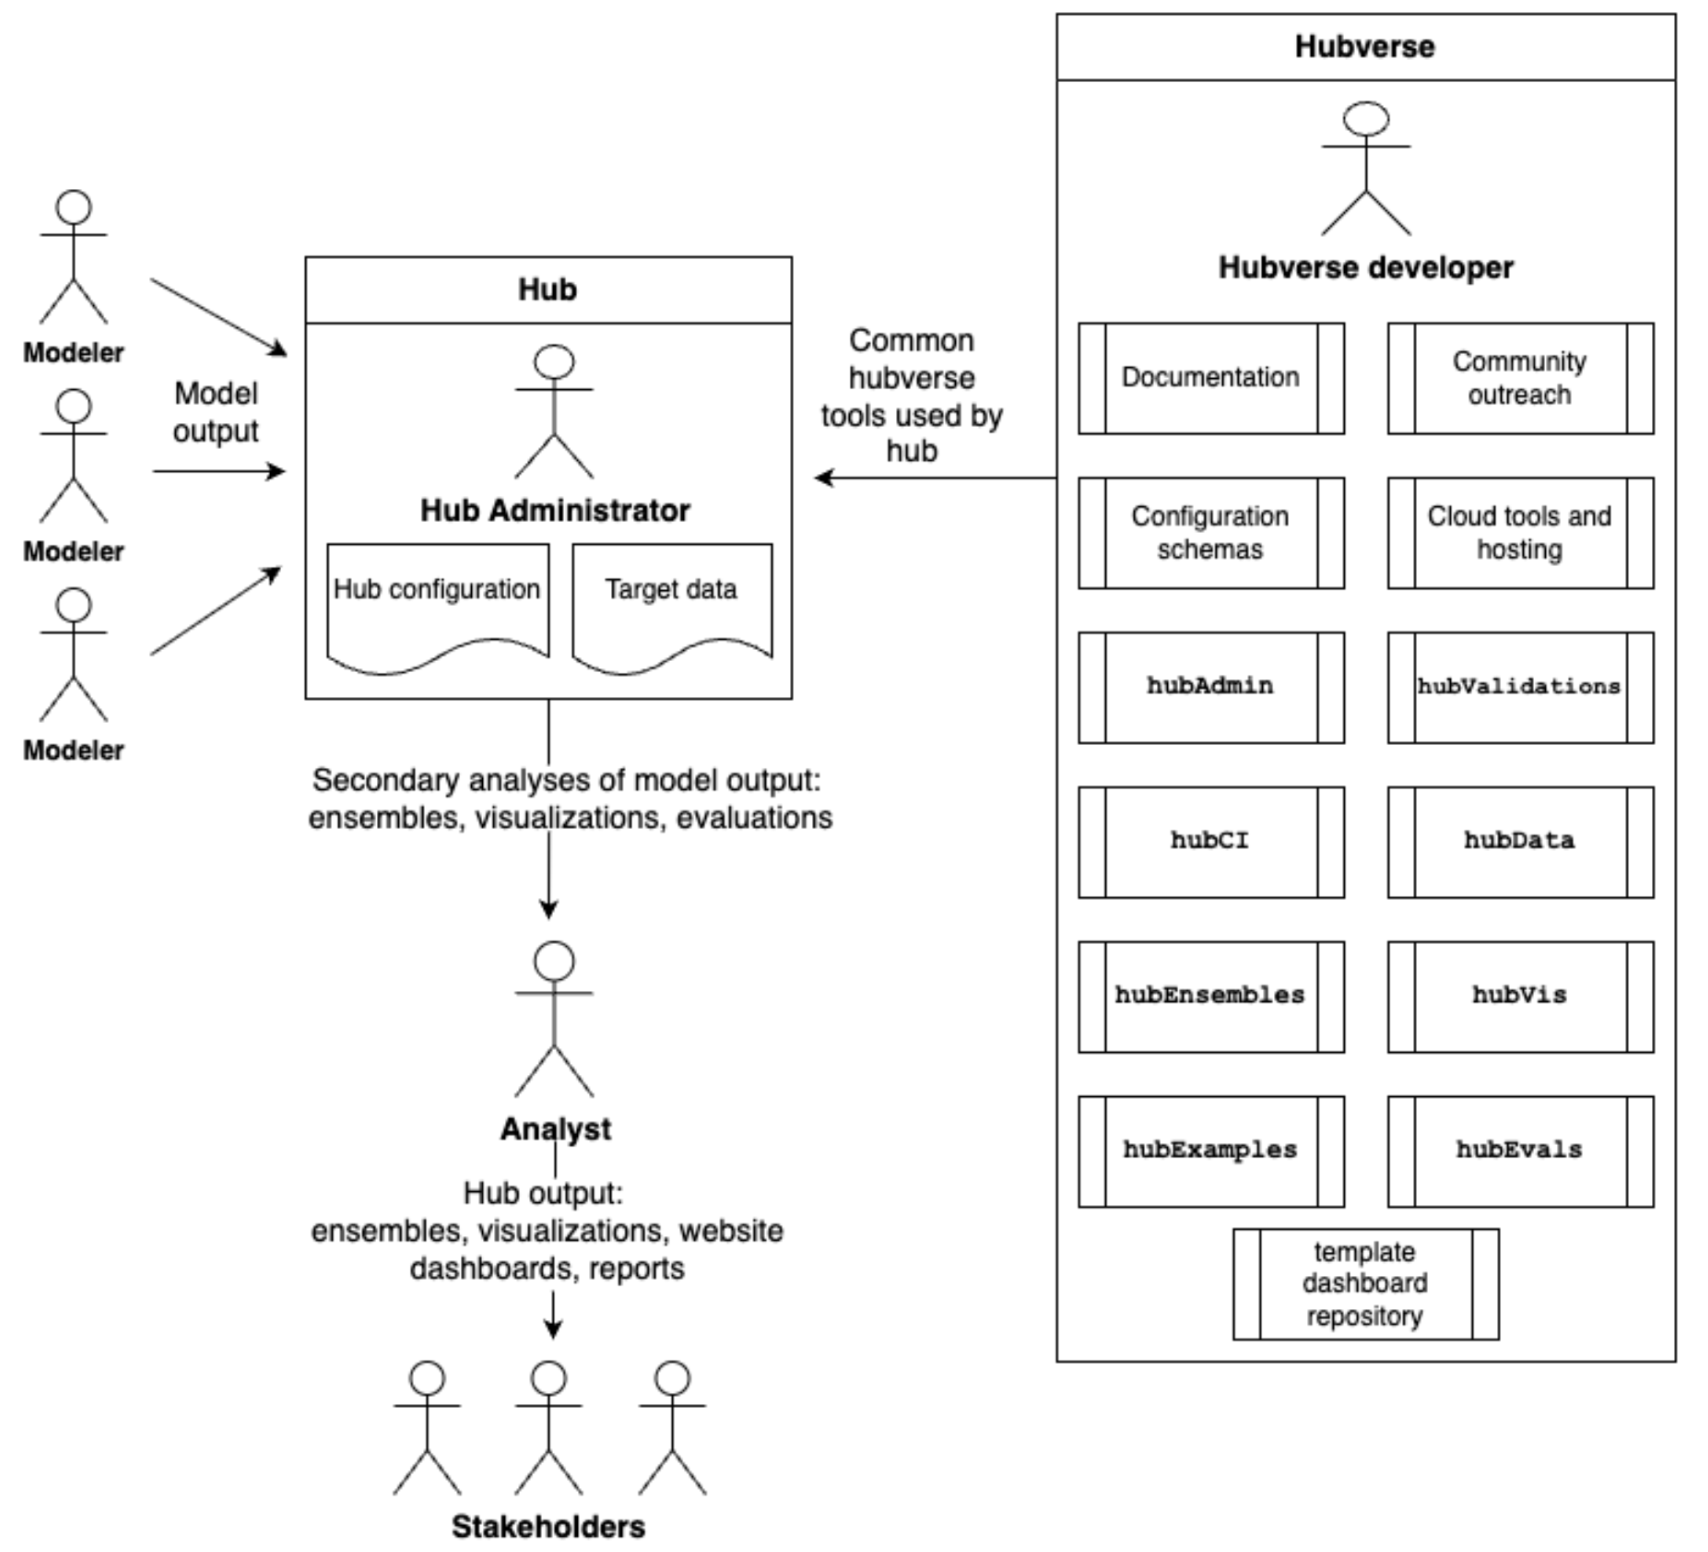 Hubverse
Hubverse developer
Modeler
Modeler
Modeler
Model
output
Hub
Hub Administrator
Hub configuration
Target data
Common
hubverse
tools used by
hub
Documentation
Community
outreach
Configuration
schemas
Cloud tools and
hosting
hubAdmin
hubValidations
hubCI
hubData
hubEnsembles
hubVis
hubExamples
hubEvals
template
dashboard
repository
Secondary analyses of model output:
ensembles, visualizations, evaluations
Analyst
Hub output:
ensembles, visualizations, website
dashboards, reports
Stakeholders